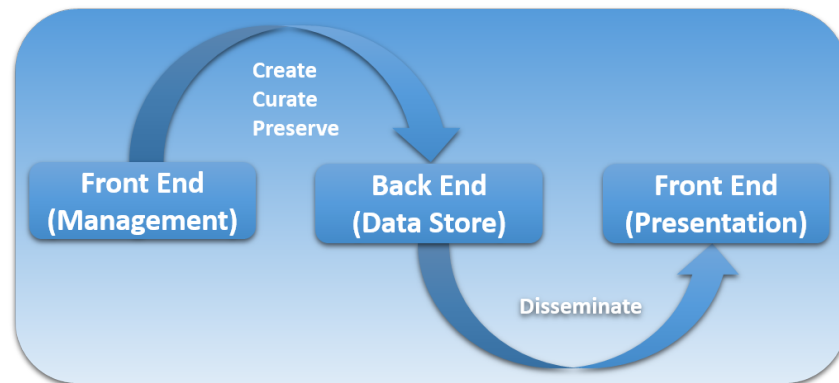 Create
Curate
Preserve
Front End
(Management)
Back End
(Data Store)
Front End
(Presentation)
Disseminate